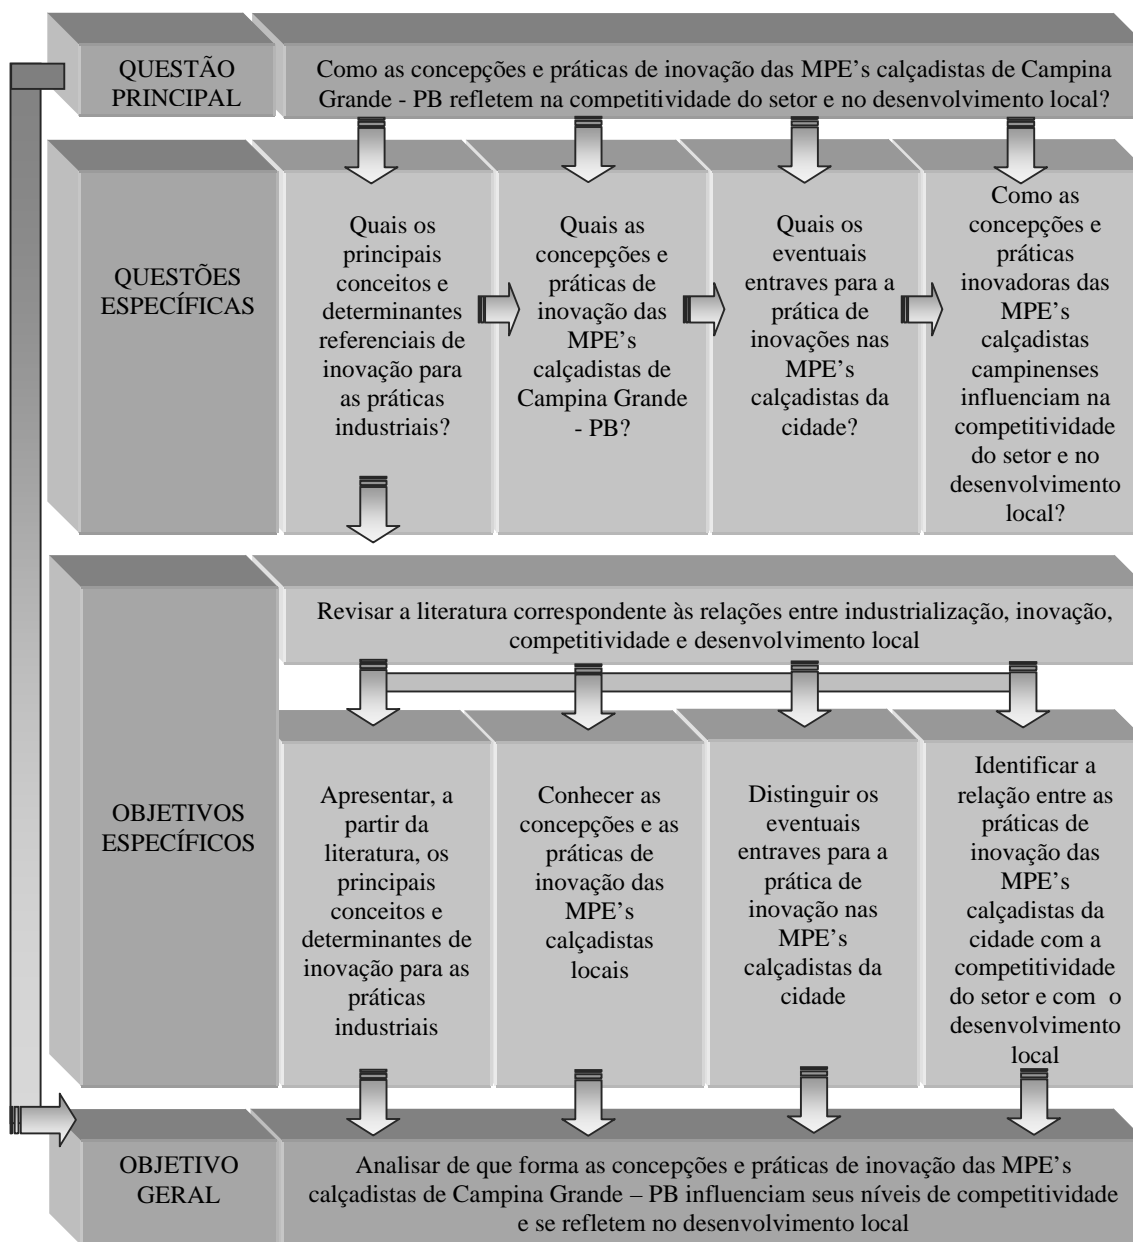 QUESTÃO
PRINCIPAL
Como as concepções e práticas de inovação das MPE's calçadistas de Campina
Grande - PB refletem na competitividade do setor e no desenvolvimento local?
QUESTÕES
ESPECÍFICAS
Quais os
principais
conceitos e
determinantes
referenciais de
inovação para
as práticas
industriais?
Quais as
concepções e
práticas de
inovação das
MPE's
calçadistas de
Campina Grande
- PB?
Quais os
eventuais
entraves para a
prática de
inovações nas
MPE's
calçadistas da
cidade?
Como as
concepções e
práticas
inovadoras das
MPE's
calçadistas
campinenses
influenciam na
competitividade
do setor e no
desenvolvimento
local?
OBJETIVOS
ESPECÍFICOS
Revisar a literatura correspondente às relações entre industrialização, inovação,
competitividade e desenvolvimento local
Apresentar, a
partir da
literatura, os
principais
conceitos e
determinantes de
inovação para as
práticas
industriais
Conhecer as
concepções e as
práticas de
inovação das
MPE's
calçadistas
locais
Distinguir os
eventuais
entraves para a
prática de
inovação nas
MPE's
calçadistas da
cidade
Identificar a
relação entre as
práticas de
inovação das
MPE's
calçadistas da
cidade com a
competitividade
do setor e com o
desenvolvimento
local
OBJETIVO
GERAL
Analisar de que forma as concepções e práticas de inovação das MPE's
calçadistas de Campina Grande – PB influenciam seus níveis de competitividade
e se refletem no desenvolvimento local